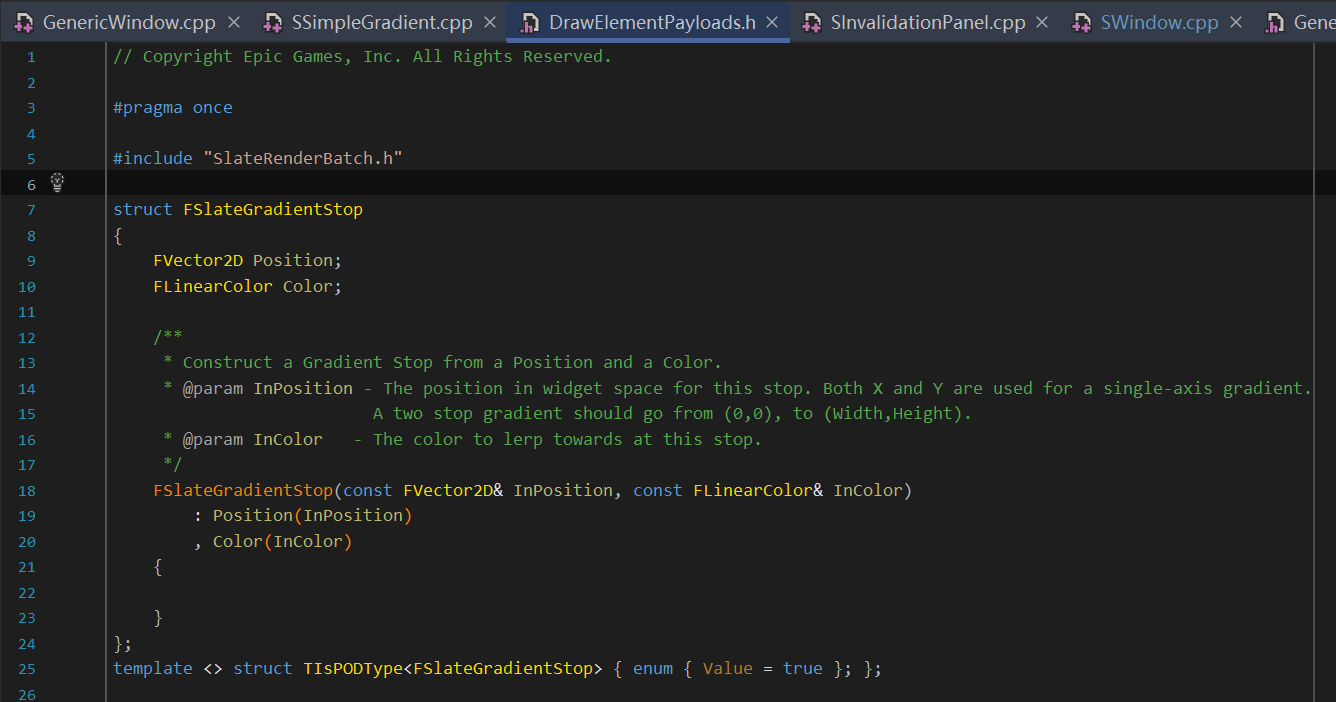 GenericWindow.cpp SSimpleGradient.cpp DrawElementPayloads.h SInvalidationPanel.cpp SWindow.cpp Gene
1 // Copyright Epic Games, Inc. All Rights Reserved.
2
3 #pragma once
4
5 #include "SlateRenderBatch.h"
6
7 struct FSlateGradientStop
8 {
9 FVector2D Position;
10 FLinearColor Color;
11
12 /**
13 * Construct a Gradient Stop from a Position and a Color.
14 * @param InPosition - The position in widget space for this stop. Both X and Y are used for a single-axis gradient.
15 A two stop gradient should go from (0,0), to (Width,Height).
16 * @param InColor - The color to lerp towards at this stop.
17 */
18 FSlateGradientStop(const FVector2D& InPosition, const FLinearColor& InColor)
19 : Position(InPosition)
20 , Color(InColor)
21 {
22
23 }
24 };
25 template <> struct TIsPODType<FSlateGradientStop> { enum { Value = true }; };
26